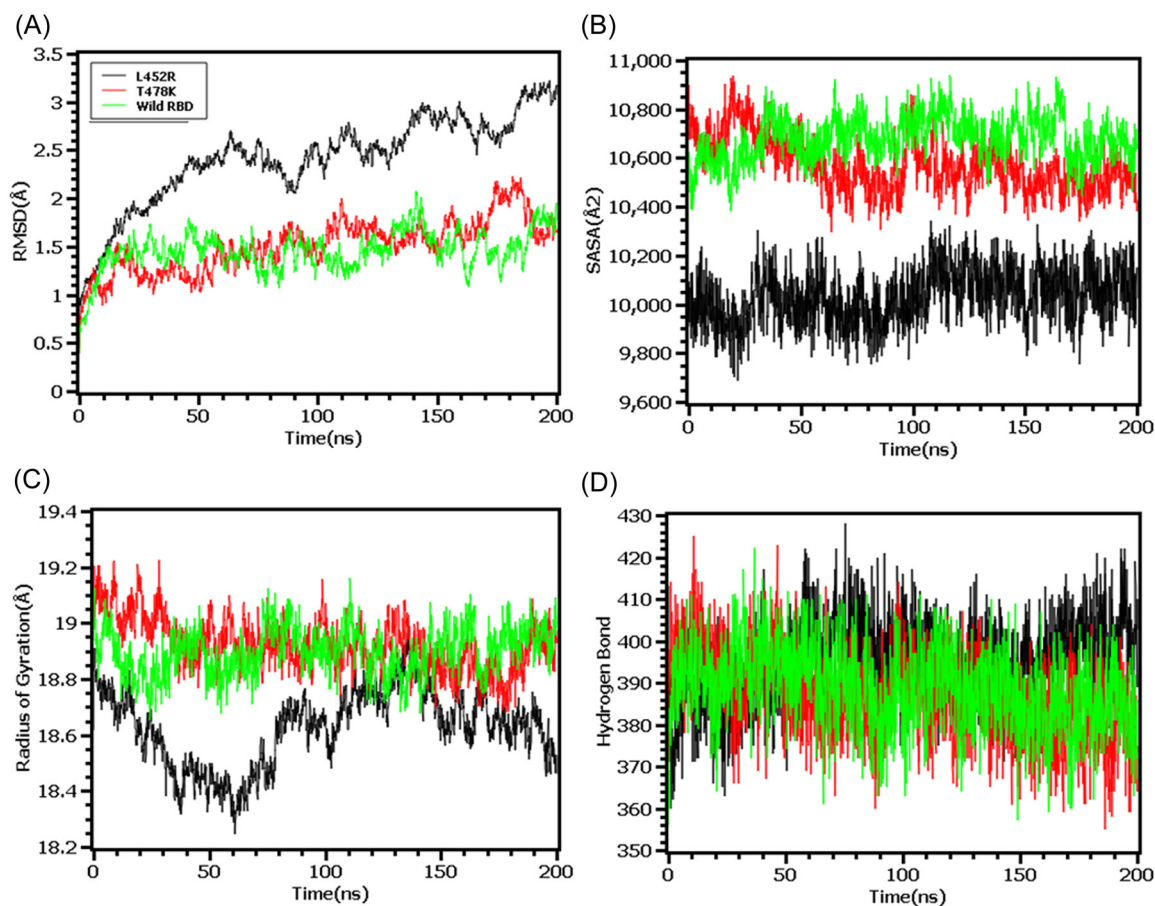 (A)
RMSD(Å)
3.5
3
2.5
2
1.5
1
0.5
0
L452R
T478K
Wild RBD
0 50 100 150 200
Time(ns)
(B)
SASA(Å2)
11,000
10,800
10,600
10,400
10,200
10,000
9,800
9,600
0 50 100 150 200
Time(ns)
(C)
Radius of Gyration(Å)
19.4
19.2
19
18.8
18.6
18.4
18.2
0 50 100 150 200
Time(ns)
(D)
Hydrogen Bond
430
420
410
400
390
380
370
360
350
0 50 100 150 200
Time(ns)